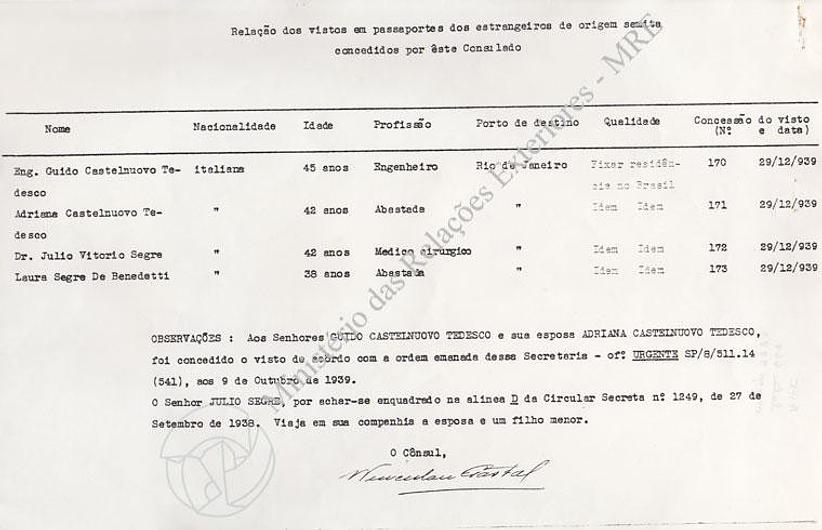 Relação dos vistos em passaportes dos estrangeiros de origem semita
concedidos por êste Consulado
Nome Nacionalidade Idade Profissão Porto de destino Qualidade Concessão do visto
(Nº e data)
Eng. Guido Castelnuovo Te- italiana 45 anos Engenheiro Rio de Janeiro Fixar residên- 170 29/12/939
desco cia no Brasil
Adriana Castelnuovo Te- " 42 anos Abastada " Idem Idem 171 29/12/939
desco
Dr. Julio Vitorio Segre " 42 anos Medico cirurgico " Idem Idem 172 29/12/939
Laura Segre De Benedetti " 38 anos Abastada " Idem Idem 173 29/12/939
OBSERVAÇÕES : Aos Senhores GUIDO CASTELNUOVO TEDESCO e sua esposa ADRIANA CASTELNUOVO TEDESCO,
foi concedido o visto de acordo com a ordem emanada dessa Secretaria - ofº URGENTE SP/8/511.14
(541), aos 9 de Outubro de 1939.
O Senhor JULIO SEGRE, por achar-se enquadrado na alinea D da Circular Secreta nº 1249, de 27 de
Setembro de 1938. Viaja em sua companhia a esposa e um filho menor.
O Cônsul,
Ministério das Relações Exteriores - MRE